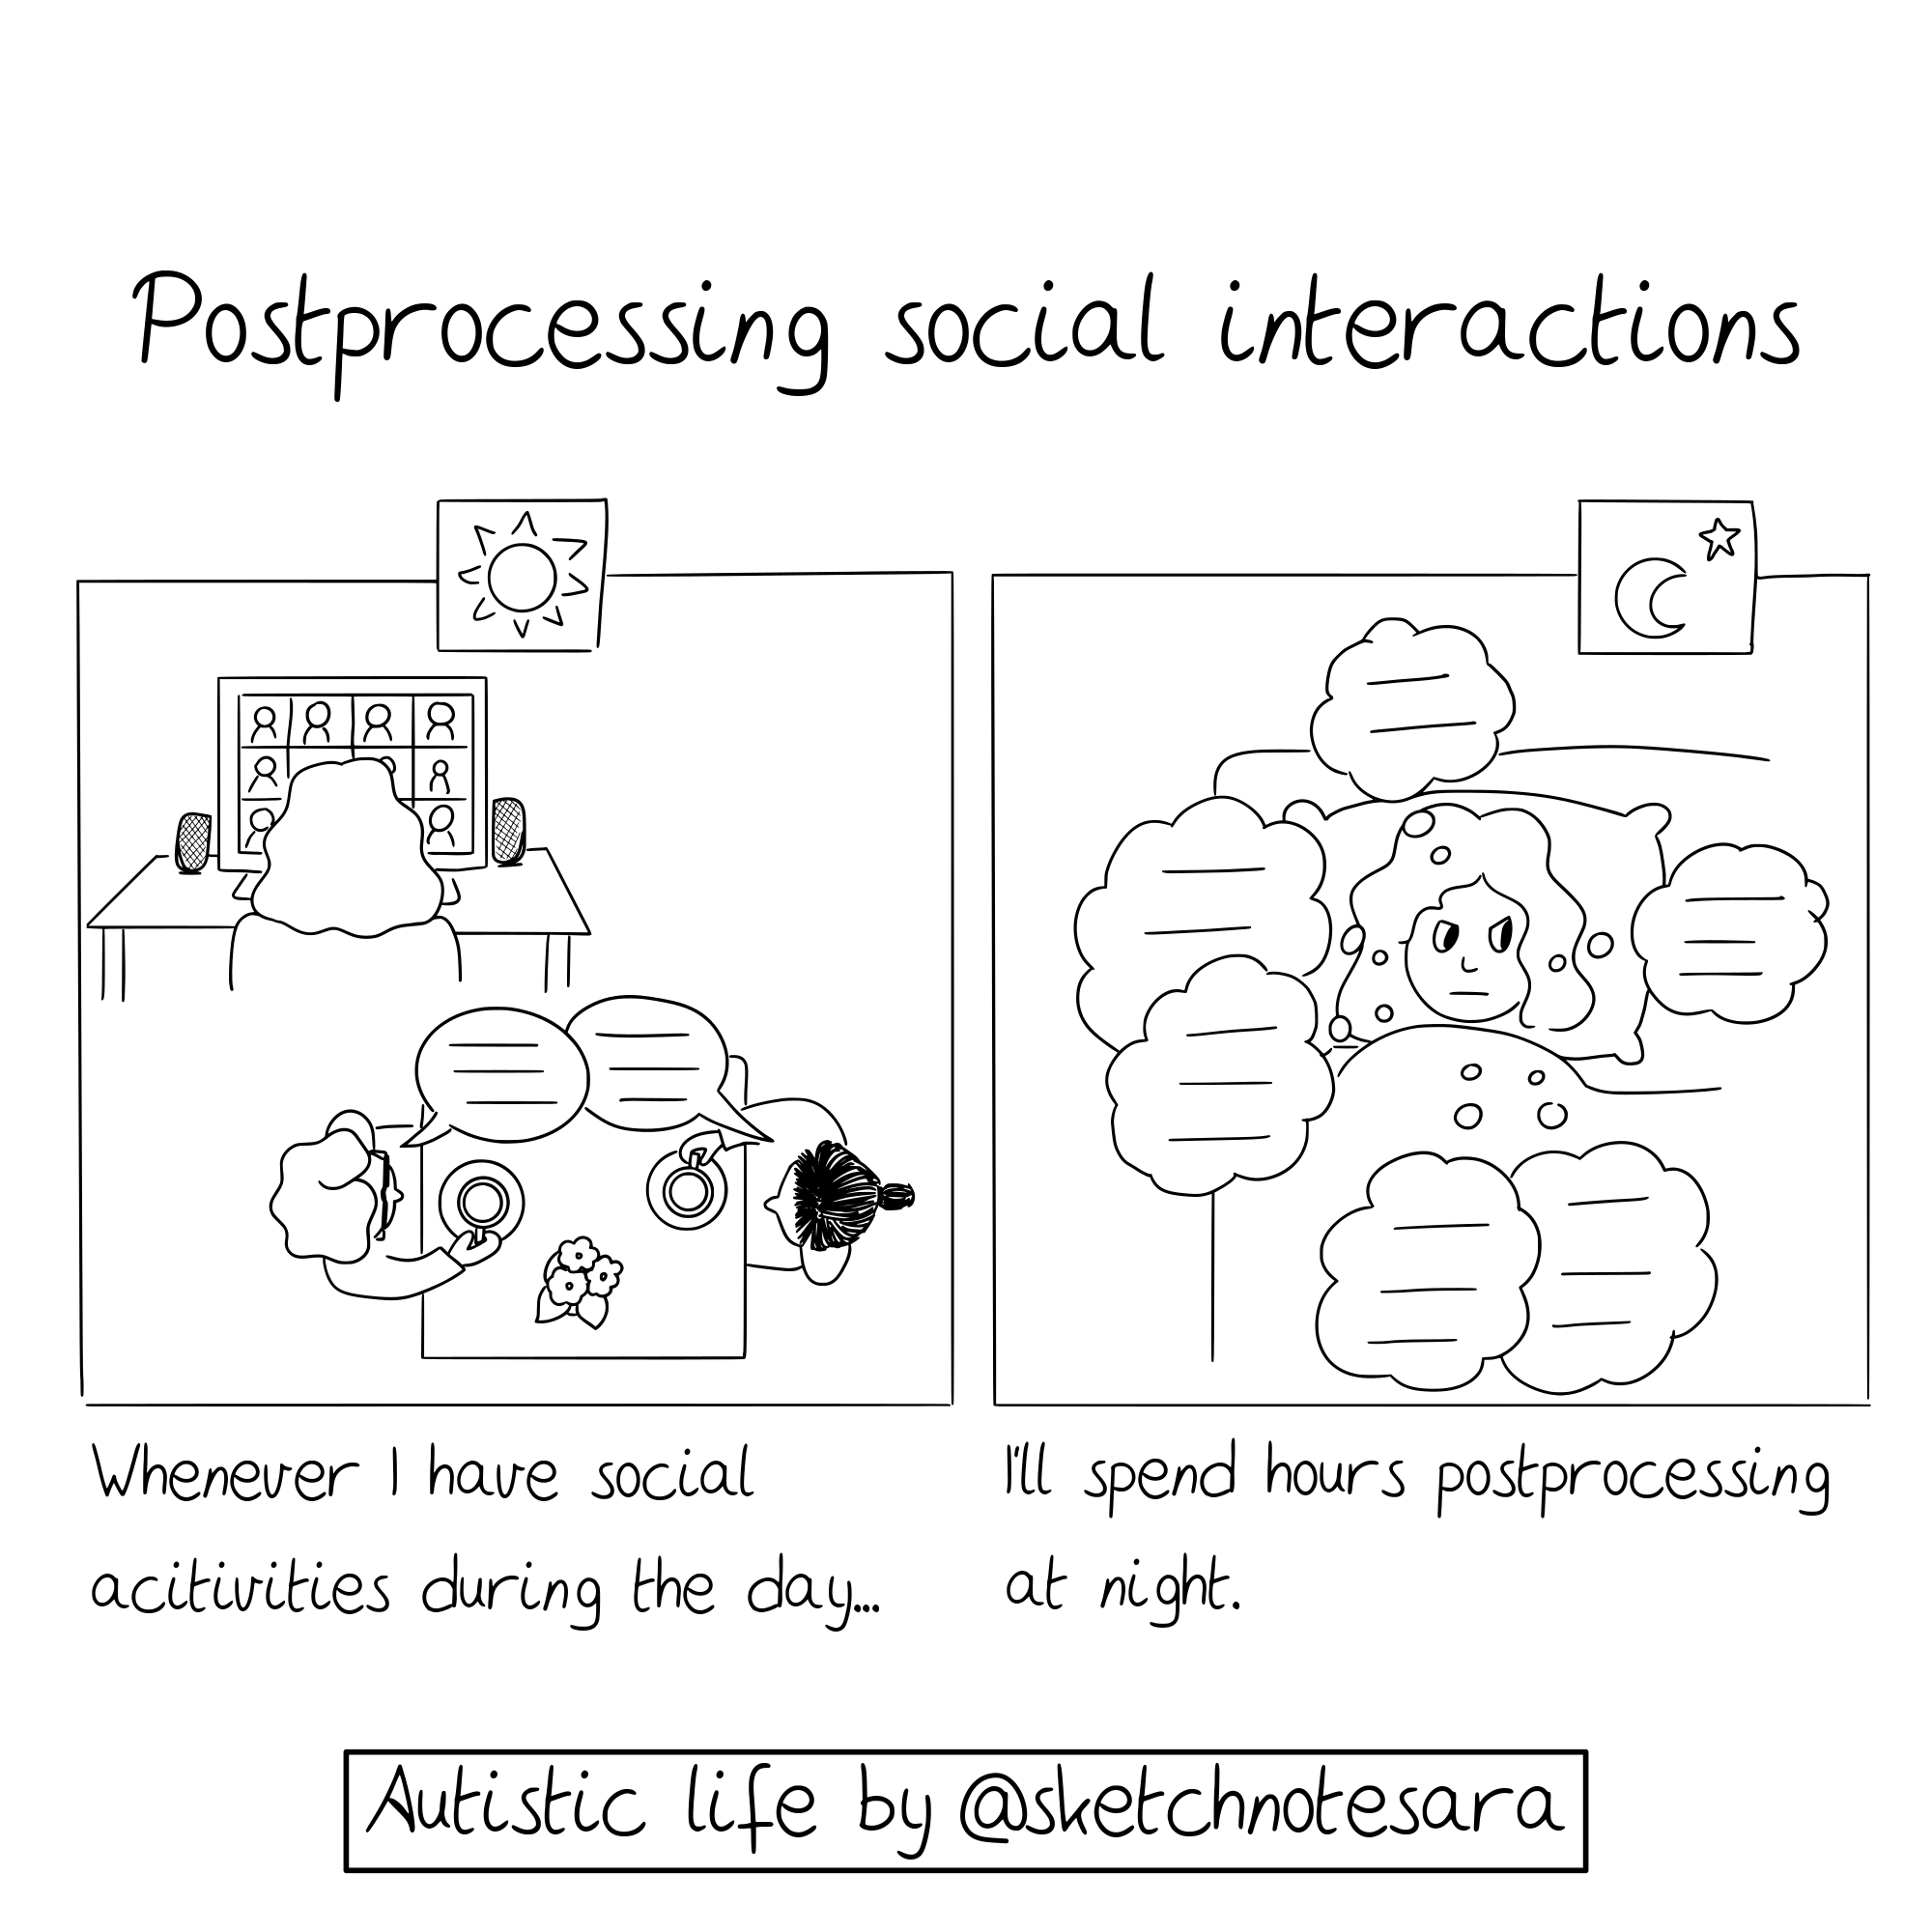 Postprocessing social interactions
Whenever I have social
acitivities during the day...
I'll spend hours postprocessing
at night.
Autistic life by @sketchnotesara